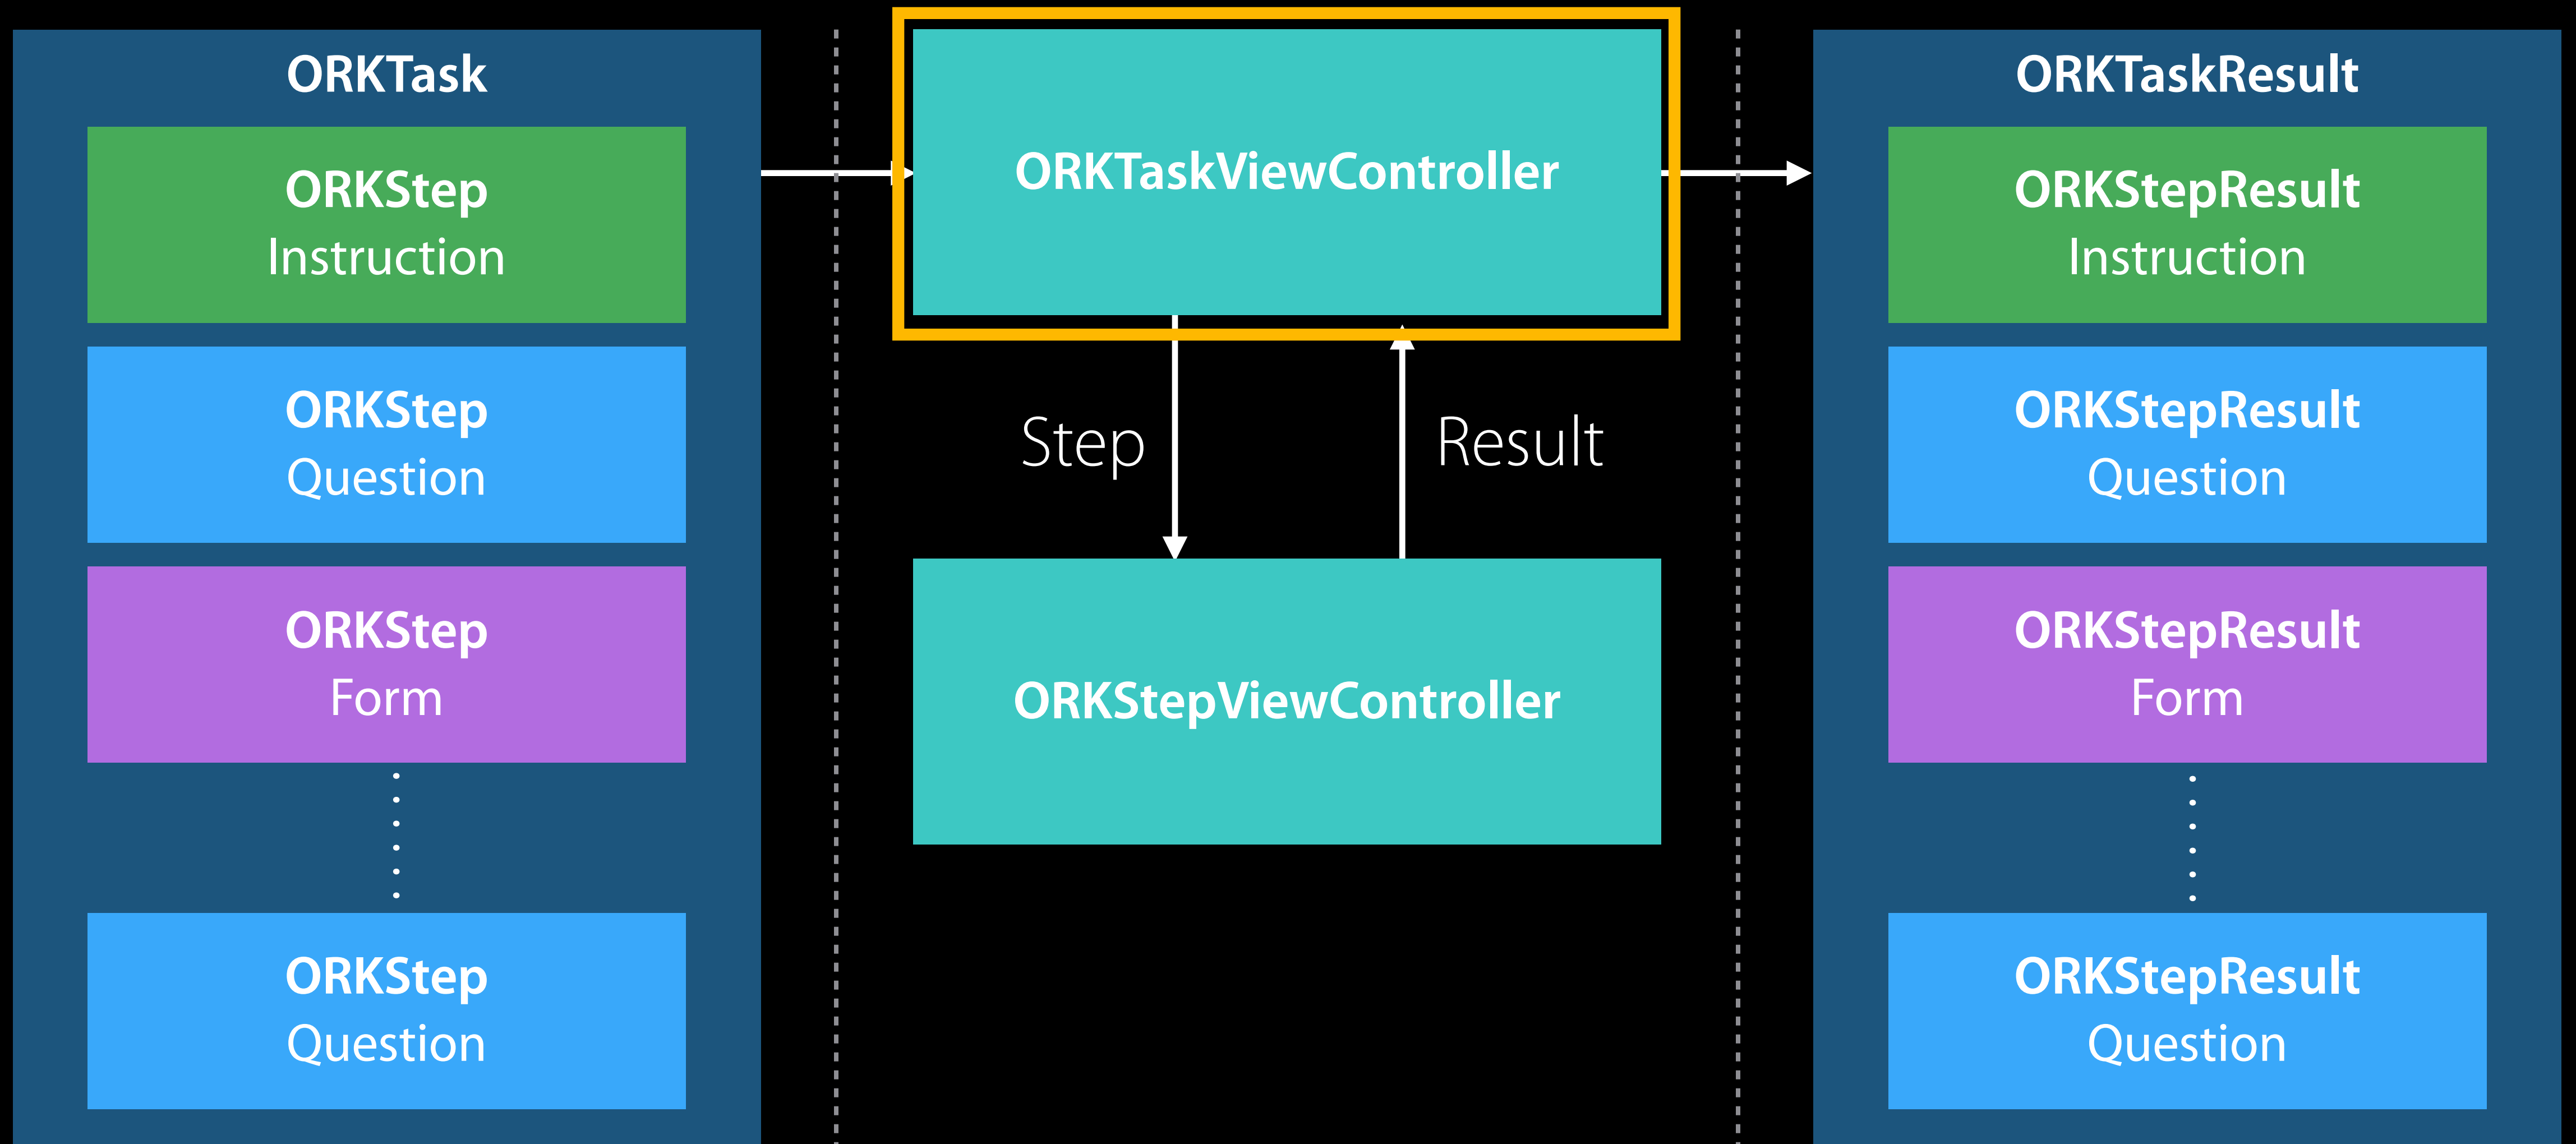 ORKTask
ORKStep
Instruction
ORKStep
Question
ORKStep
Form
ORKStep
Question
ORKTaskViewController
Step
Result
ORKStepViewController
ORKTaskResult
ORKStepResult
Instruction
ORKStepResult
Question
ORKStepResult
Form
ORKStepResult
Question